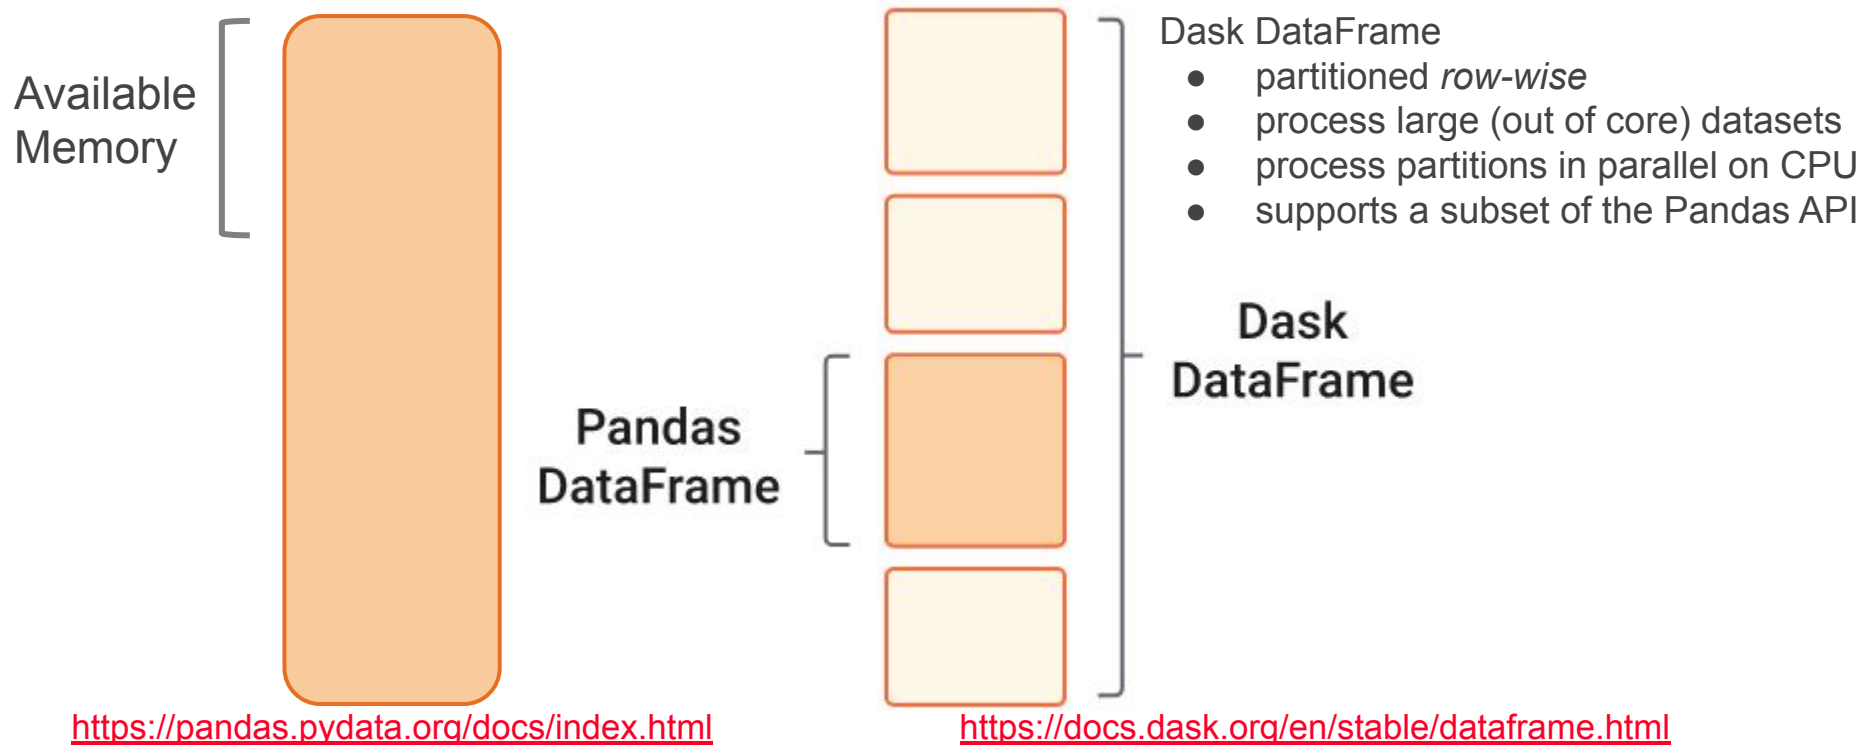 Available
Memory
Dask DataFrame
● partitioned row-wise
● process large (out of core) datasets
● process partitions in parallel on CPU
● supports a subset of the Pandas API
Pandas
DataFrame
Dask
DataFrame
https://pandas.pydata.org/docs/index.html
https://docs.dask.org/en/stable/dataframe.html